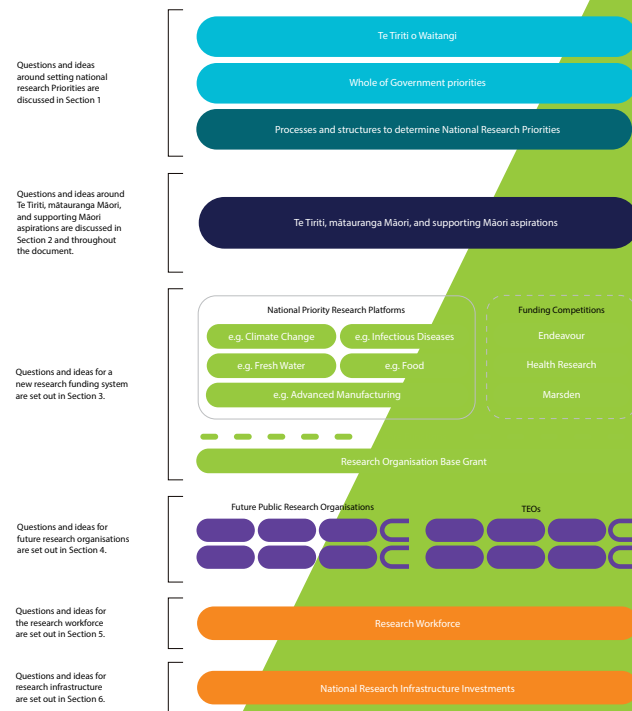 Questions and ideas
around setting national
research Priorities are
discussed in Section 1
Te Tiriti o Waitangi
Whole of Government priorities
Processes and structures to determine National Research Priorities
Questions and ideas around
Te Tiriti, mātauranga Māori,
and supporting Māori
aspirations are discussed in
Section 2 and throughout
the document.
Te Tiriti, mātauranga Māori, and supporting Māori aspirations
Questions and ideas for a
new research funding system
are set out in Section 3.
National Priority Research Platforms
e.g. Climate Change
e.g. Infectious Diseases
e.g. Fresh Water
e.g. Food
e.g. Advanced Manufacturing
Funding Competitions
Endeavour
Health Research
Marsden
Research Organisation Base Grant
Questions and ideas for
future research organisations
are set out in Section 4.
Future Public Research Organisations
TEOs
Questions and ideas for
the research workforce
are set out in Section 5.
Research Workforce
Questions and ideas for
research infrastructure
are set out in Section 6.
National Research Infrastructure Investments